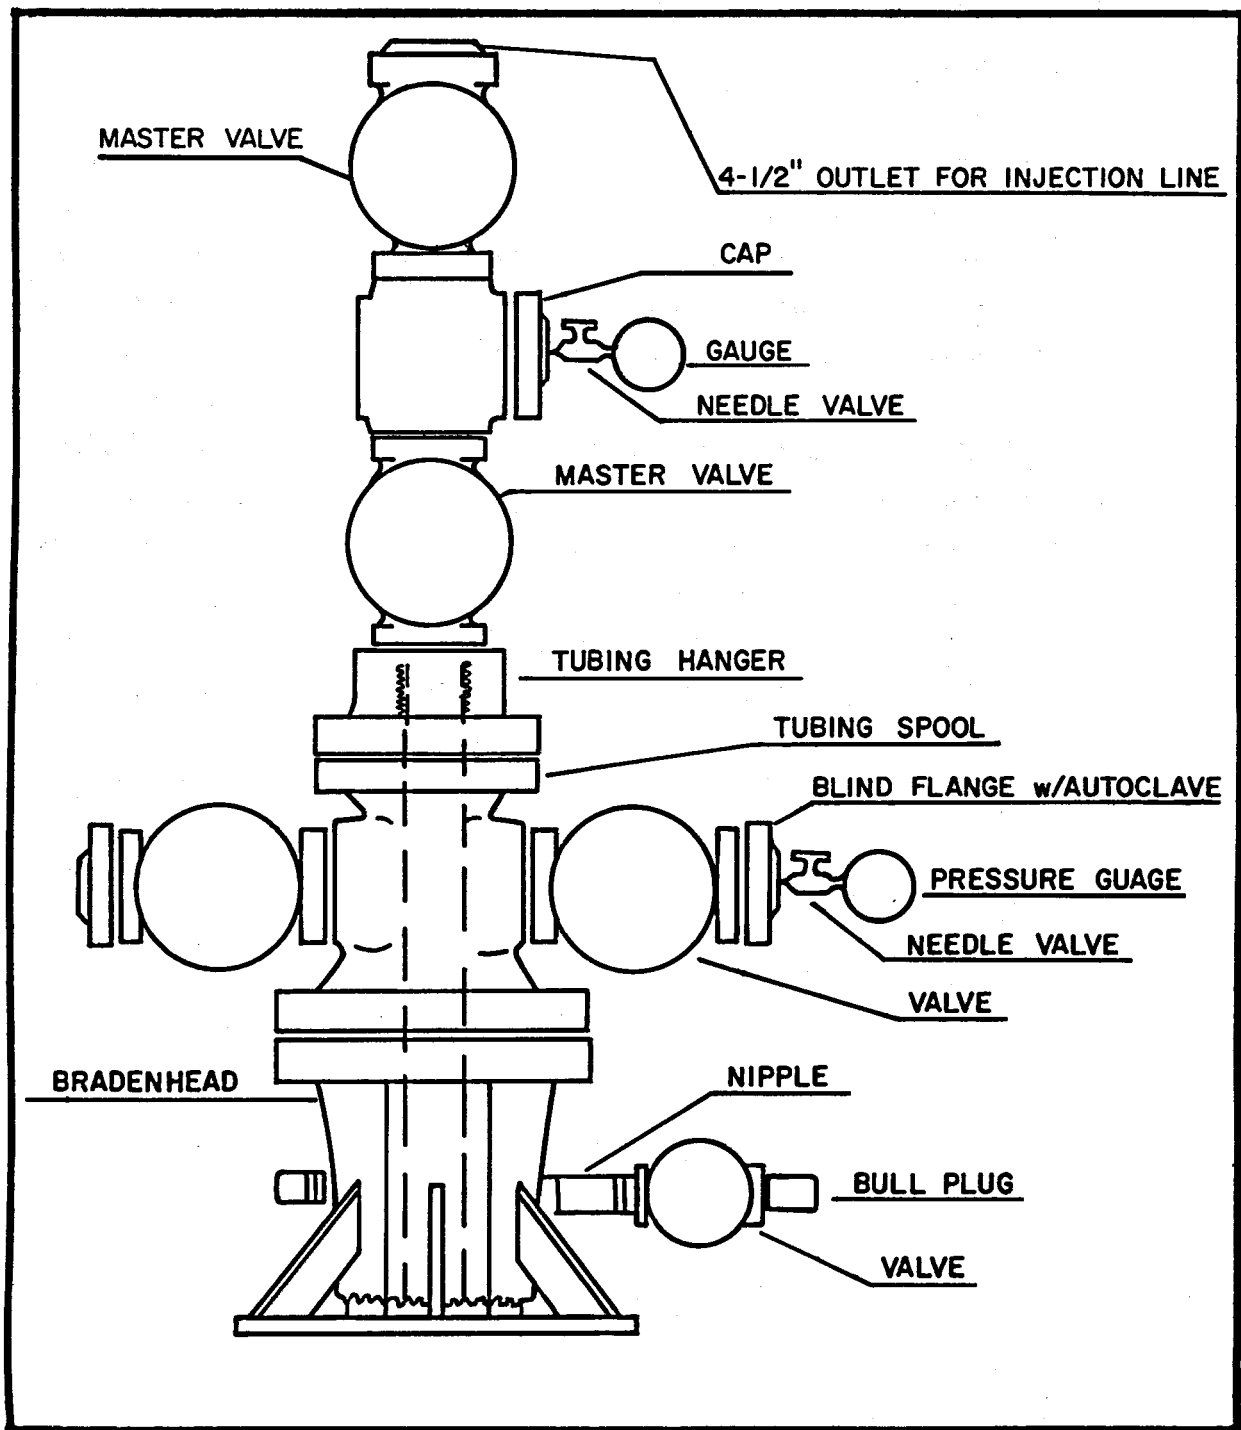 MASTER VALVE
4-1/2" OUTLET FOR INJECTION LINE
CAP
GAUGE
NEEDLE VALVE
MASTER VALVE
TUBING HANGER
TUBING SPOOL
BLIND FLANGE w/AUTOCLAVE
PRESSURE GUAGE
NEEDLE VALVE
VALVE
BRADENHEAD
NIPPLE
BULL PLUG
VALVE